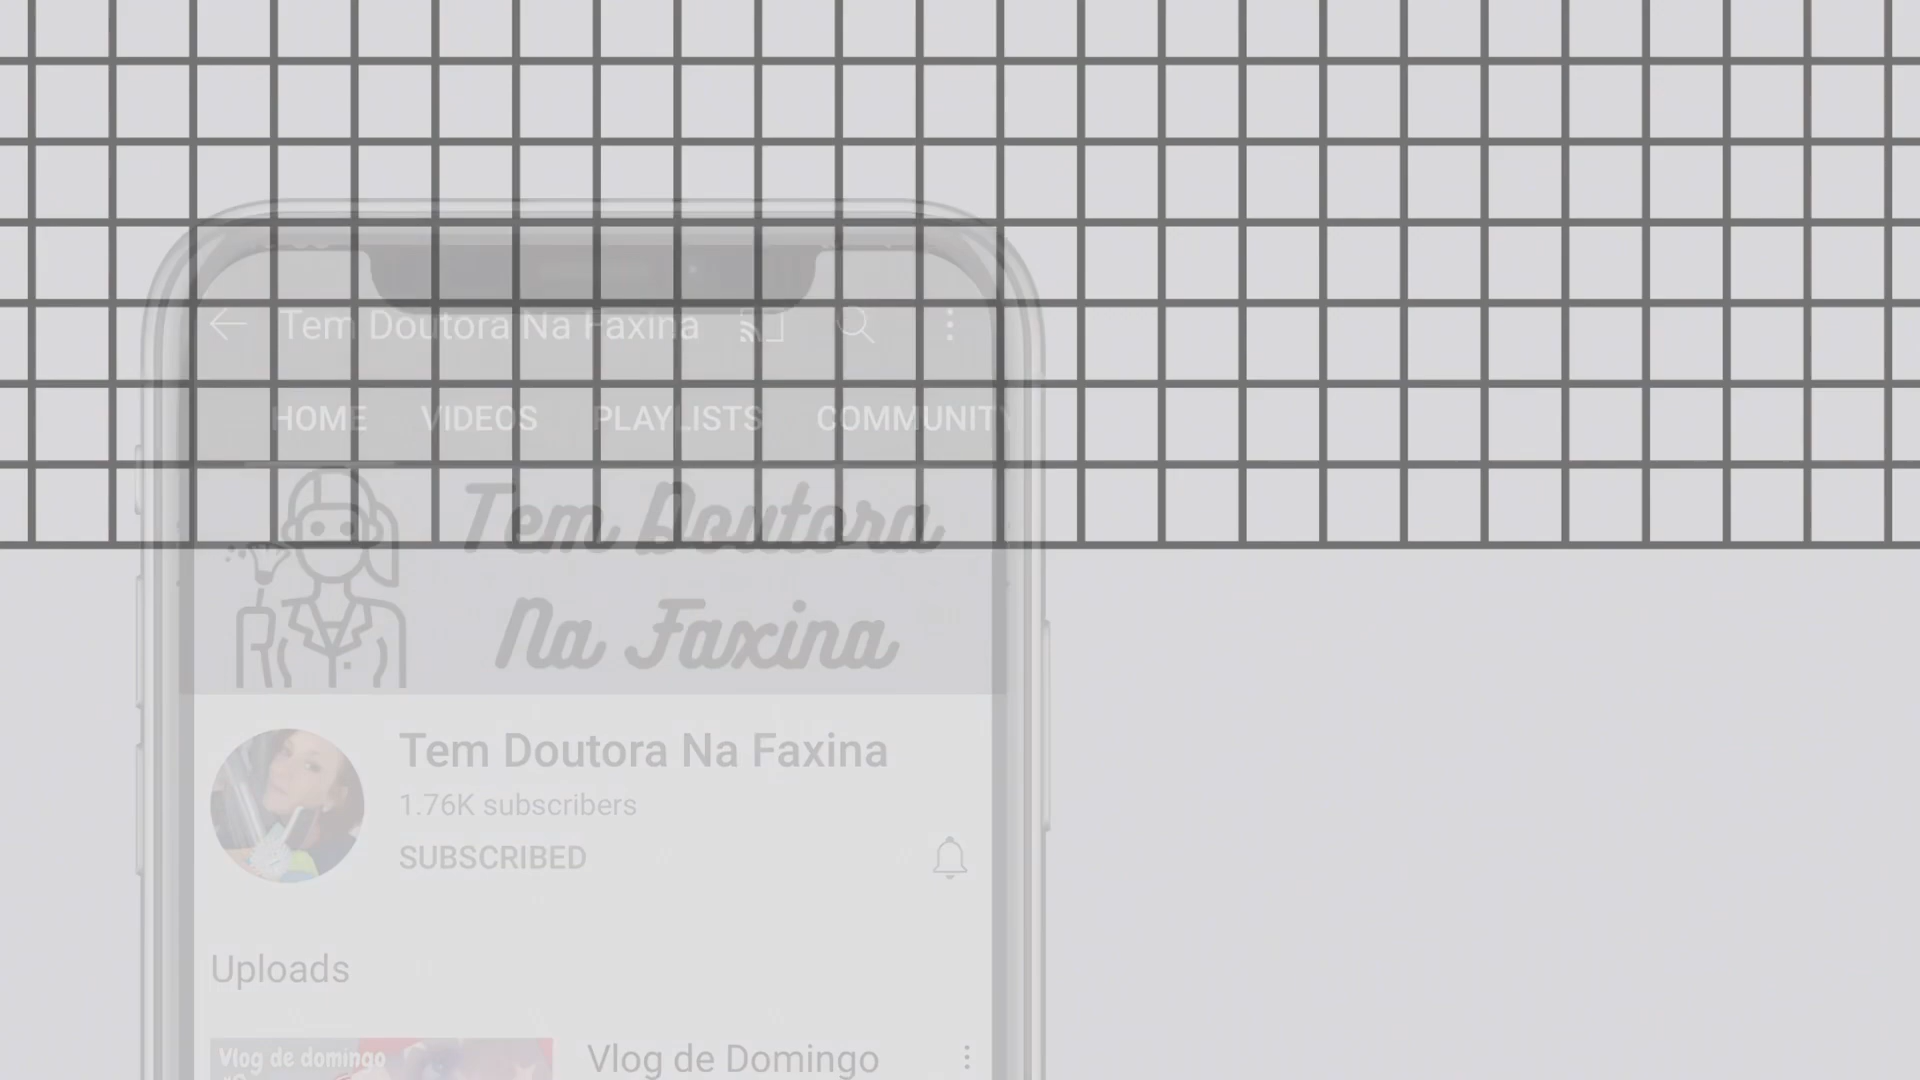 Tem Doutora Na Faxina
HOME VIDEOS PLAYLISTS COMMUNITY
Tem Doutora
Na Faxina
Tem Doutora Na Faxina
1.76K subscribers
SUBSCRIBED
Uploads
Vlog de domingo
Vlog de Domingo